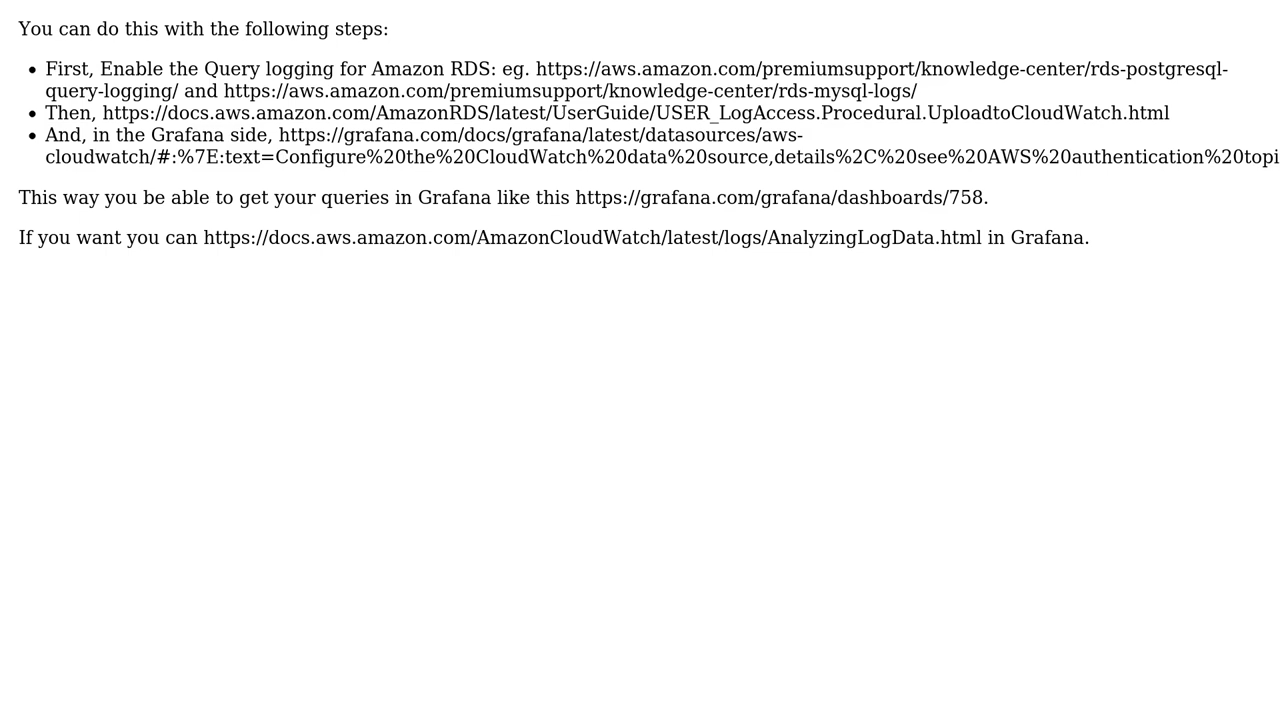 You can do this with the following steps:
First, Enable the Query logging for Amazon RDS: eg. https://aws.amazon.com/premiumsupport/knowledge-center/rds-postgresql-
query-logging/ and https://aws.amazon.com/premiumsupport/knowledge-center/rds-mysql-logs/
Then, https://docs.aws.amazon.com/AmazonRDS/latest/UserGuide/USER_LogAccess.Procedural.UploadtoCloudWatch.html
And, in the Grafana side, https://grafana.com/docs/grafana/latest/datasources/aws-
cloudwatch/#:%7E:text=Configure%20the%20CloudWatch%20data%20source,details%2C%20see%20AWS%20authentication%20topi
This way you be able to get your queries in Grafana like this https://grafana.com/grafana/dashboards/758.
If you want you can https://docs.aws.amazon.com/AmazonCloudWatch/latest/logs/AnalyzingLogData.html in Grafana.